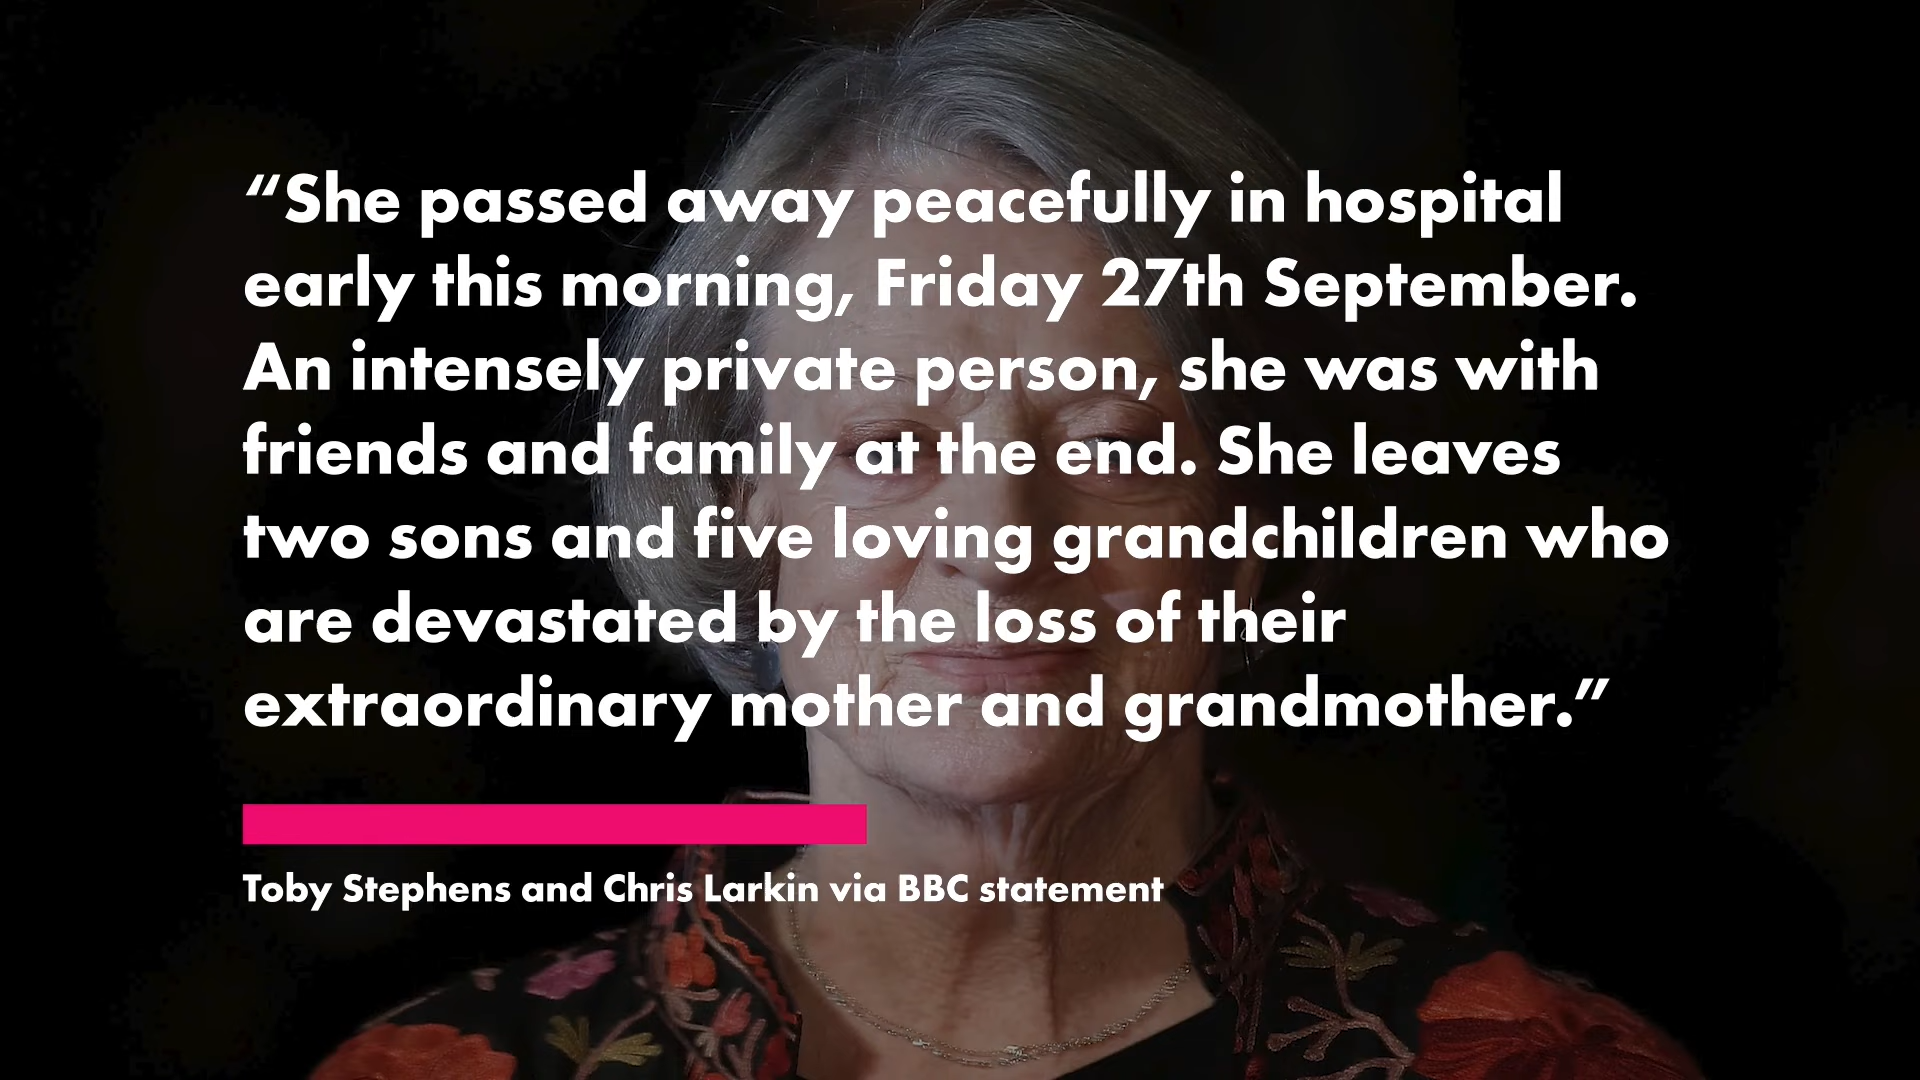 “She passed away peacefully in hospital
early this morning, Friday 27th September.
An intensely private person, she was with
friends and family at the end. She leaves
two sons and five loving grandchildren who
are devastated by the loss of their
extraordinary mother and grandmother.”
Toby Stephens and Chris Larkin via BBC statement